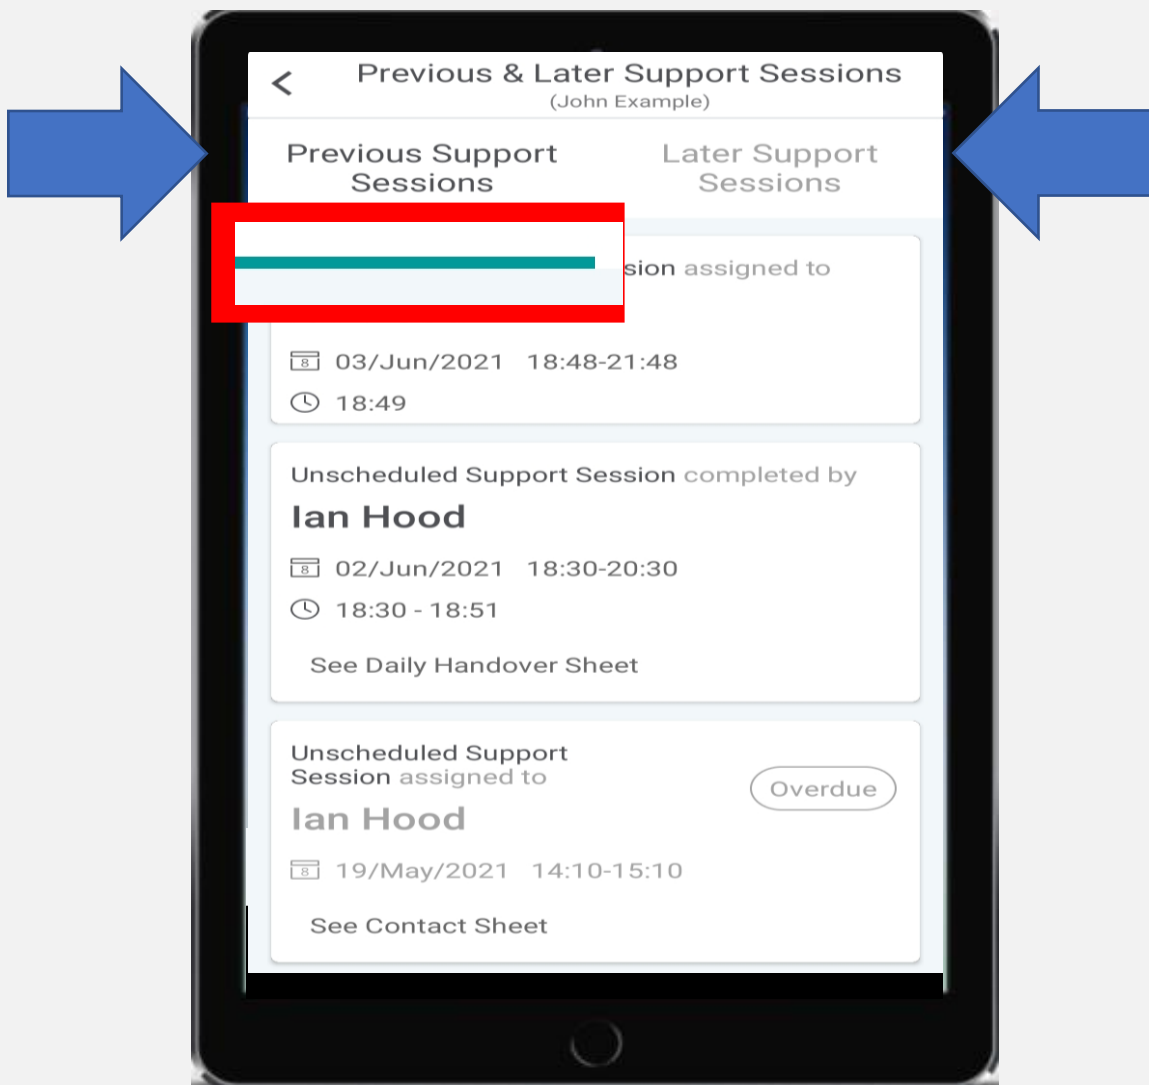 Previous & Later Support Sessions
(John Example)
Previous Support
Sessions
Later Support
Sessions
assigned to
03/Jun/2021 18:48-21:48
18:49
Unscheduled Support Session completed by
Ian Hood
02/Jun/2021 18:30-20:30
18:30 - 18:51
See Daily Handover Sheet
Unscheduled Support
Session assigned to
Overdue
Ian Hood
19/May/2021 14:10-15:10
See Contact Sheet